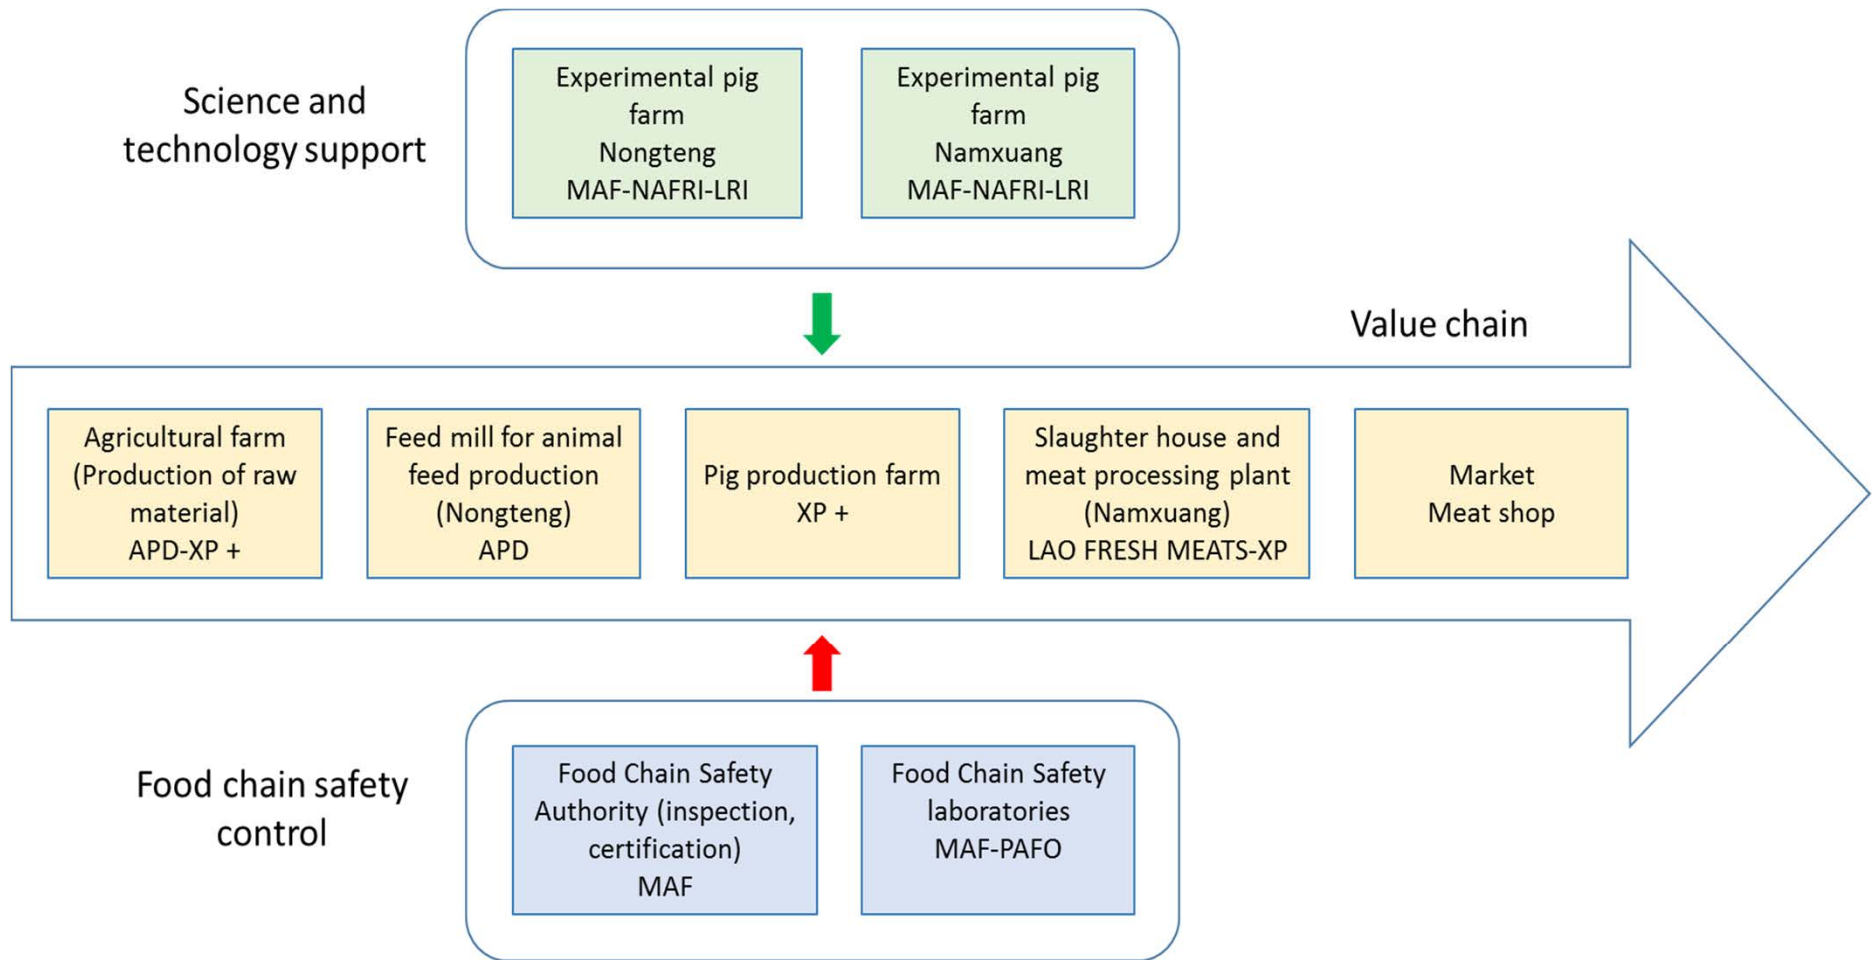 Science and
technology support
Experimental pig
farm
Nongteng
MAF-NAFRI-LRI
Experimental pig
farm
Namxuang
MAF-NAFRI-LRI
Value chain
Agricultural farm
(Production of raw
material)
APD-XP +
Feed mill for animal
feed production
(Nongteng)
APD
Pig production farm
XP +
Slaughter house and
meat processing plant
(Namxuang)
LAO FRESH MEATS-XP
Market
Meat shop
Food chain safety
control
Food Chain Safety
Authority (inspection,
certification)
MAF
Food Chain Safety
laboratories
MAF-PAFO